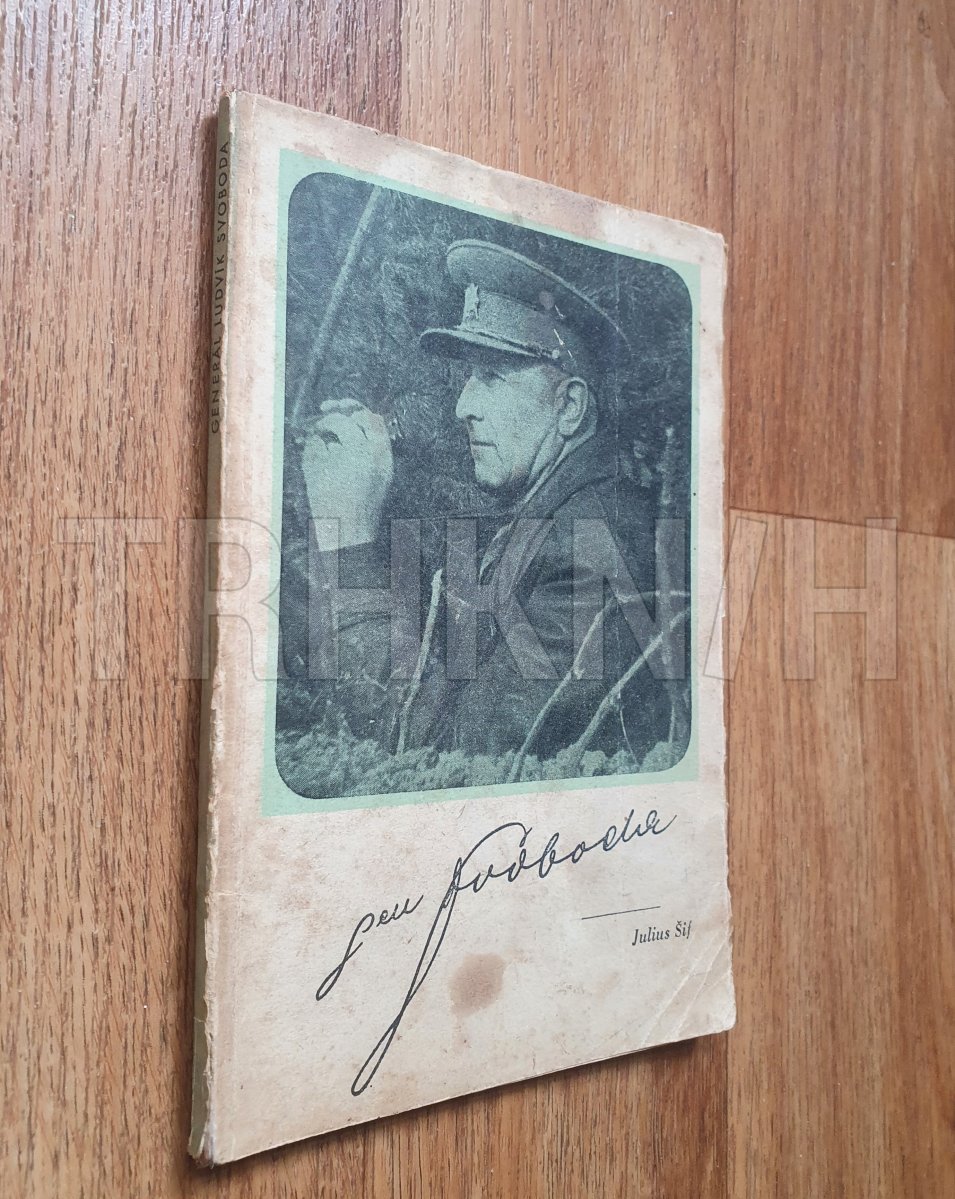 GENERÁL LUDVÍK SVOBODA
gen Svoboda
Julius Šif
TRHKNIH